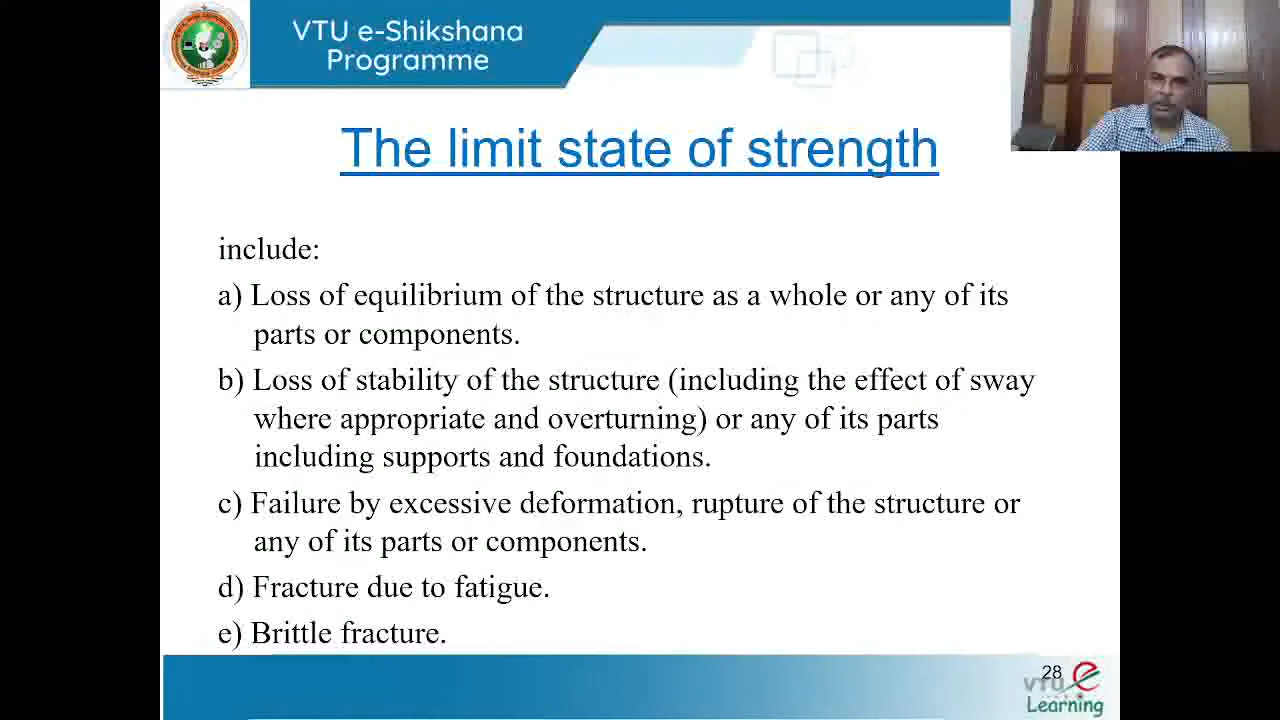 VTU e-Shikshana
Programme
The limit state of strength
include:
a) Loss of equilibrium of the structure as a whole or any of its
parts or components.
b) Loss of stability of the structure (including the effect of sway
where appropriate and overturning) or any of its parts
including supports and foundations.
c) Failure by excessive deformation, rupture of the structure or
any of its parts or components.
d) Fracture due to fatigue.
e) Brittle fracture.
28
VTU e
Learning